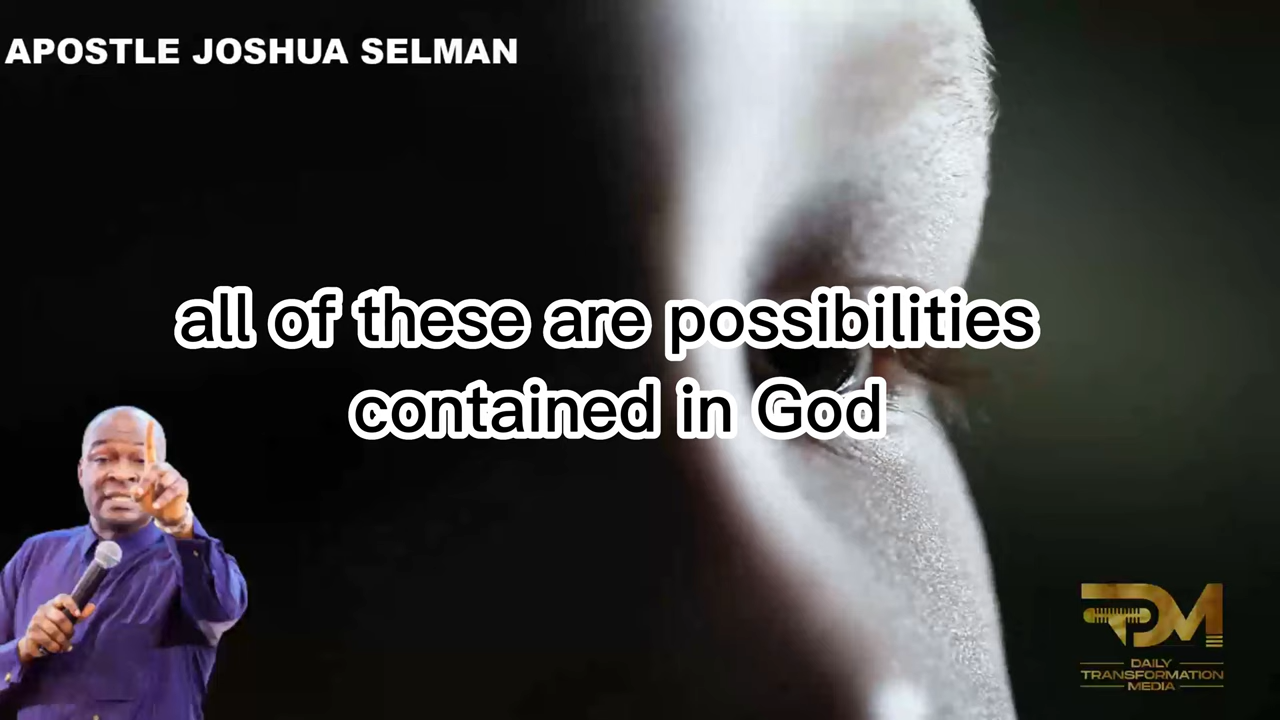 APOSTLE JOSHUA SELMAN
all of these are possibilities
contained in God
DAILY
TRANSFORMATION
MEDIA